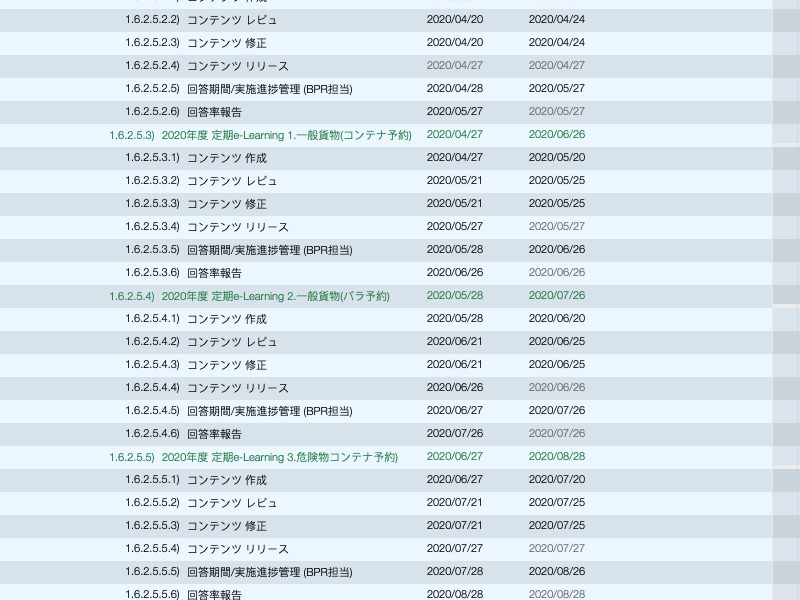 1.6.2.5.2.2) コンテンツ レビュ 2020/04/20 2020/04/24
1.6.2.5.2.3) コンテンツ 修正 2020/04/20 2020/04/24
1.6.2.5.2.4) コンテンツ リリース 2020/04/27 2020/04/27
1.6.2.5.2.5) 回答期間/実施進捗管理 (BPR担当) 2020/04/28 2020/05/27
1.6.2.5.2.6) 回答率報告 2020/05/27 2020/05/27
1.6.2.5.3) 2020年度 定期e-Learning 1.一般貨物(コンテナ予約) 2020/04/27 2020/06/26
1.6.2.5.3.1) コンテンツ 作成 2020/04/27 2020/05/20
1.6.2.5.3.2) コンテンツ レビュ 2020/05/21 2020/05/25
1.6.2.5.3.3) コンテンツ 修正 2020/05/21 2020/05/25
1.6.2.5.3.4) コンテンツ リリース 2020/05/27 2020/05/27
1.6.2.5.3.5) 回答期間/実施進捗管理 (BPR担当) 2020/05/28 2020/06/26
1.6.2.5.3.6) 回答率報告 2020/06/26 2020/06/26
1.6.2.5.4) 2020年度 定期e-Learning 2.一般貨物(バラ予約) 2020/05/28 2020/07/26
1.6.2.5.4.1) コンテンツ 作成 2020/05/28 2020/06/20
1.6.2.5.4.2) コンテンツ レビュ 2020/06/21 2020/06/25
1.6.2.5.4.3) コンテンツ 修正 2020/06/21 2020/06/25
1.6.2.5.4.4) コンテンツ リリース 2020/06/26 2020/06/26
1.6.2.5.4.5) 回答期間/実施進捗管理 (BPR担当) 2020/06/27 2020/07/26
1.6.2.5.4.6) 回答率報告 2020/07/26 2020/07/26
1.6.2.5.5) 2020年度 定期e-Learning 3.危険物コンテナ予約) 2020/06/27 2020/08/28
1.6.2.5.5.1) コンテンツ 作成 2020/06/27 2020/07/20
1.6.2.5.5.2) コンテンツ レビュ 2020/07/21 2020/07/25
1.6.2.5.5.3) コンテンツ 修正 2020/07/21 2020/07/25
1.6.2.5.5.4) コンテンツ リリース 2020/07/27 2020/07/27
1.6.2.5.5.5) 回答期間/実施進捗管理 (BPR担当) 2020/07/28 2020/08/26
1.6.2.5.5.6) 回答率報告 2020/08/28 2020/08/28